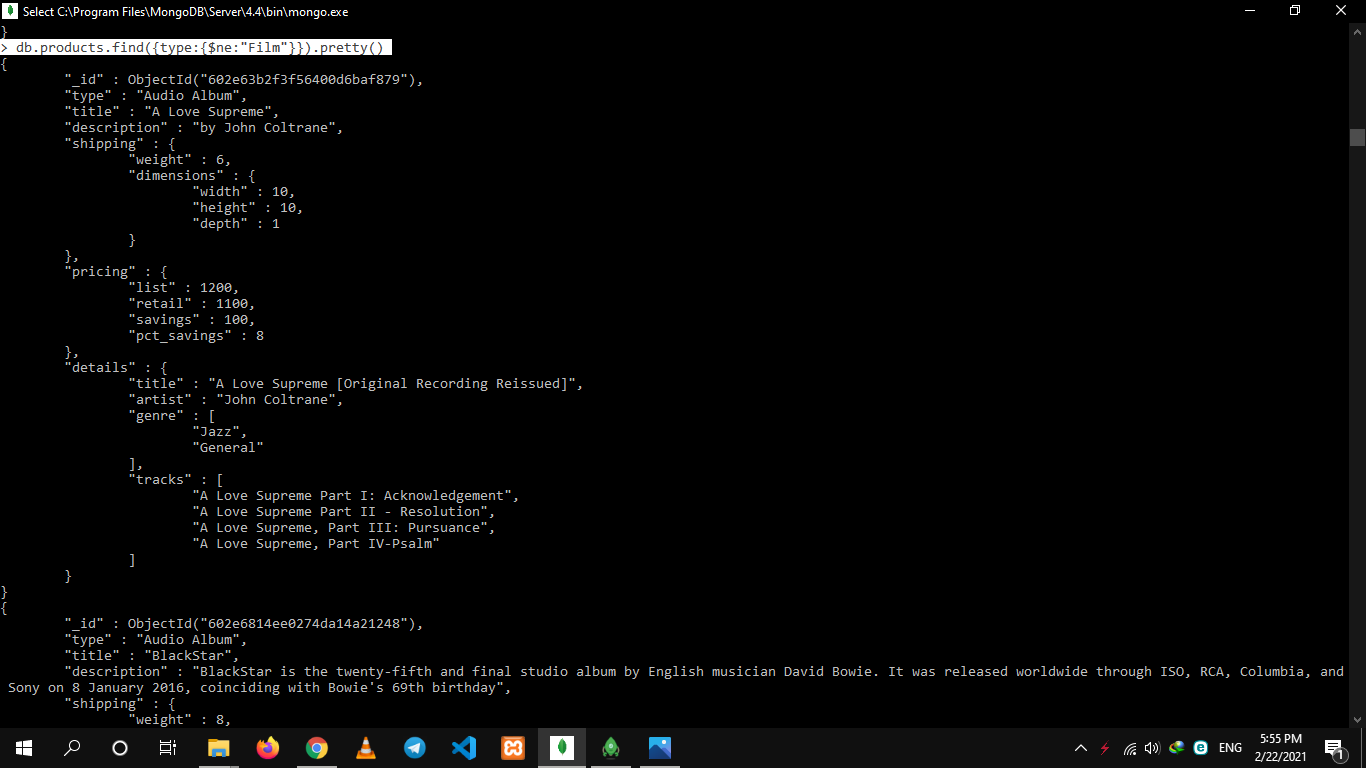 Select C:\Program Files\MongoDB\Server\4.4\bin\mongo.exe
}
> db.products.find({type:{$ne:"Film"}}).pretty()
{
        "_id" : ObjectId("602e63b2f3f56400d6baf879"),
        "type" : "Audio Album",
        "title" : "A Love Supreme",
        "description" : "by John Coltrane",
        "shipping" : {
                "weight" : 6,
                "dimensions" : {
                        "width" : 10,
                        "height" : 10,
                        "depth" : 1
                }
        },
        "pricing" : {
                "list" : 1200,
                "retail" : 1100,
                "savings" : 100,
                "pct_savings" : 8
        },
        "details" : {
                "title" : "A Love Supreme [Original Recording Reissued]",
                "artist" : "John Coltrane",
                "genre" : [
                        "Jazz",
                        "General"
                ],
                "tracks" : [
                        "A Love Supreme Part I: Acknowledgement",
                        "A Love Supreme Part II - Resolution",
                        "A Love Supreme, Part III: Pursuance",
                        "A Love Supreme, Part IV-Psalm"
                ]
        }
}
{
        "_id" : ObjectId("602e6814ee0274da14a21248"),
        "type" : "Audio Album",
        "title" : "BlackStar",
        "description" : "BlackStar is the twenty-fifth and final studio album by English musician David Bowie. It was released worldwide through ISO, RCA, Columbia, and
 Sony on 8 January 2016, coinciding with Bowie's 69th birthday",
        "shipping" : {
                "weight" : 8,
ENG
5:55 PM
2/22/2021
1